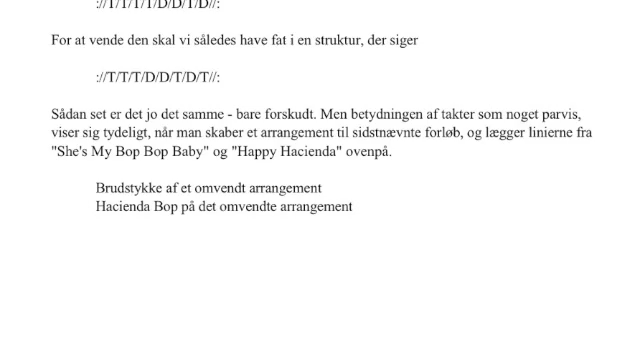 ://T/T/T/T/D/D/T/D//:
For at vende den skal vi således have fat i en struktur, der siger
://T/T/T/D/D/T/D/T//:
Sådan set er det jo det samme - bare forskudt. Men betydningen af takter som noget parvis,
viser sig tydeligt, når man skaber et arrangement til sidstnævnte forløb, og lægger linierne fra
"She's My Bop Bop Baby" og "Happy Hacienda" ovenpå.
Brudstykke af et omvendt arrangement
Hacienda Bop på det omvendte arrangement